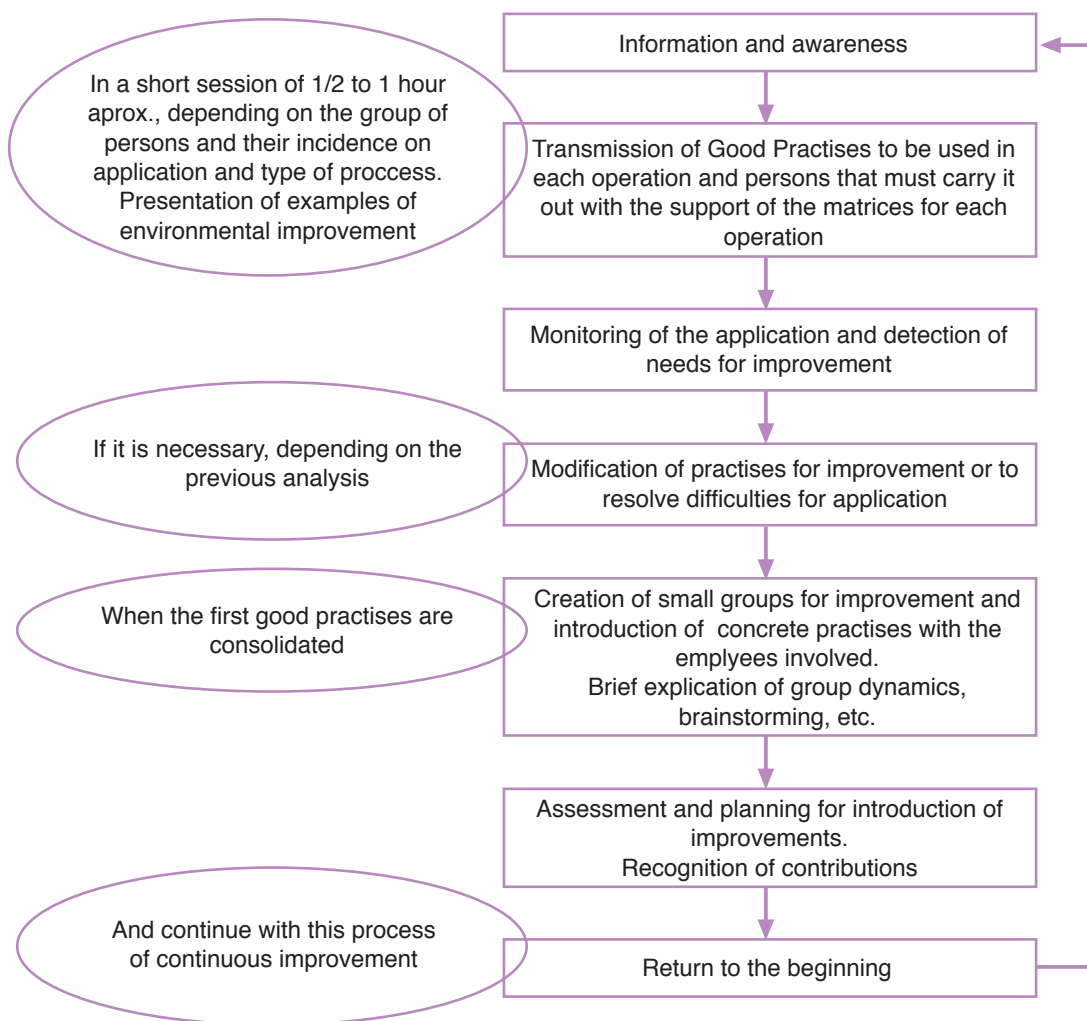 Information and awareness
In a short session of 1/2 to 1 hour
aprox., depending on the group of
persons and their incidence on
application and type of proccess.
Presentation of examples of
environmental improvement
Transmission of Good Practises to be used in
each operation and persons that must carry it
out with the support of the matrices for each
operation
Monitoring of the application and detection of
needs for improvement
If it is necessary, depending on the
previous analysis
Modification of practises for improvement or to
resolve difficulties for application
When the first good practises are
consolidated
Creation of small groups for improvement and
introduction of concrete practises with the
emplyees involved.
Brief explication of group dynamics,
brainstorming, etc.
Assessment and planning for introduction of
improvements.
Recognition of contributions
And continue with this process
of continuous improvement
Return to the beginning